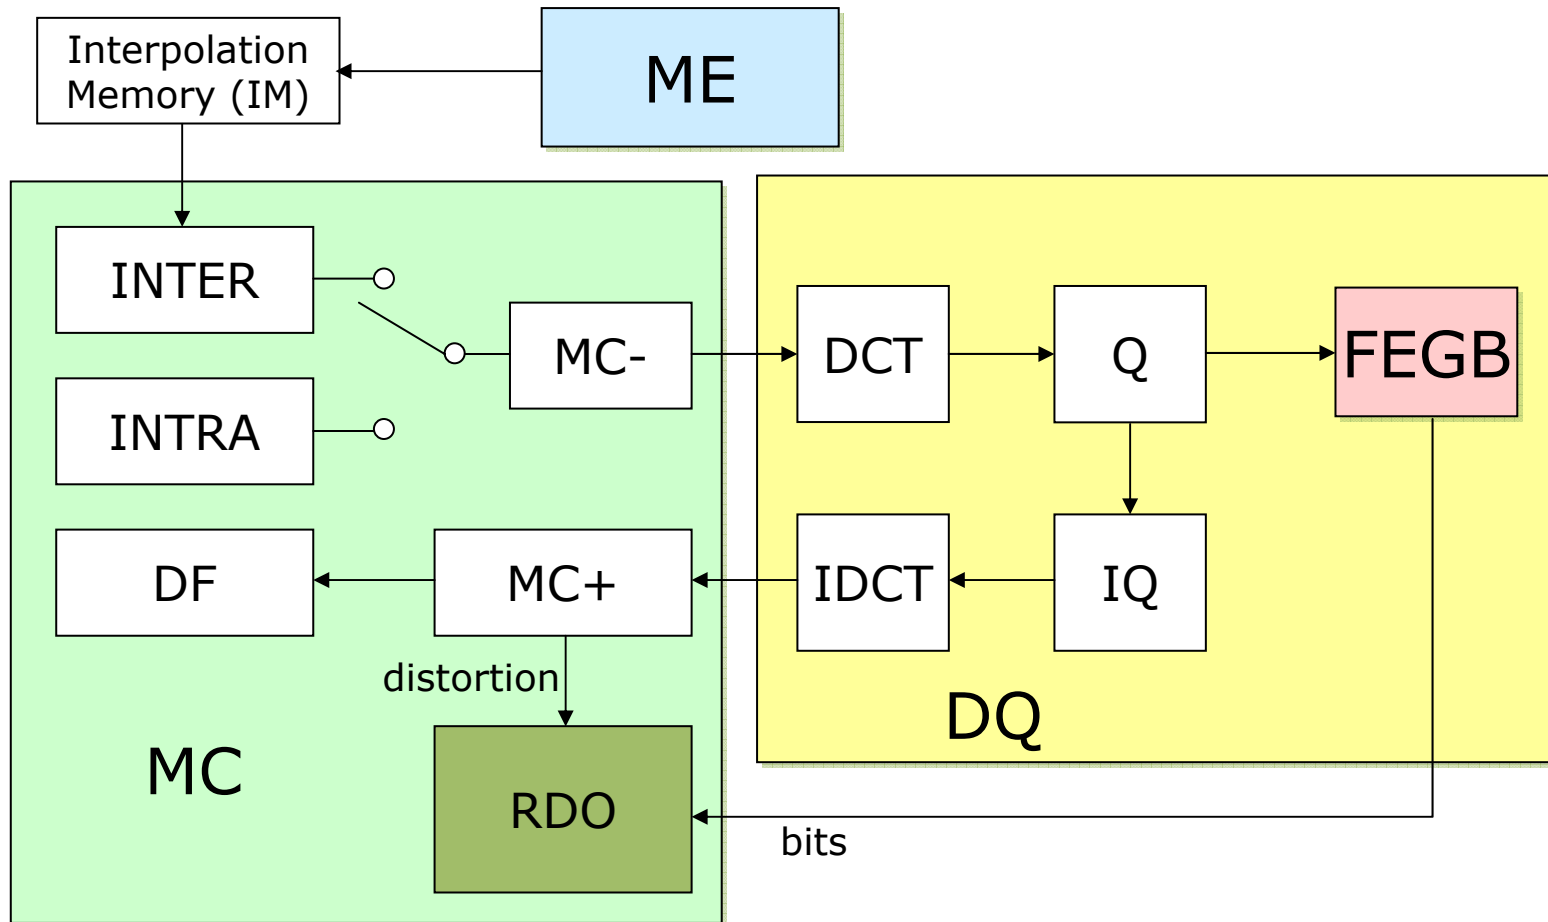 Interpolation
Memory (IM)
ME
INTER
INTRA
MC-
DCT
Q
FEGB
DF
MC+
IDCT
IQ
distortion
DQ
MC
RDO
bits